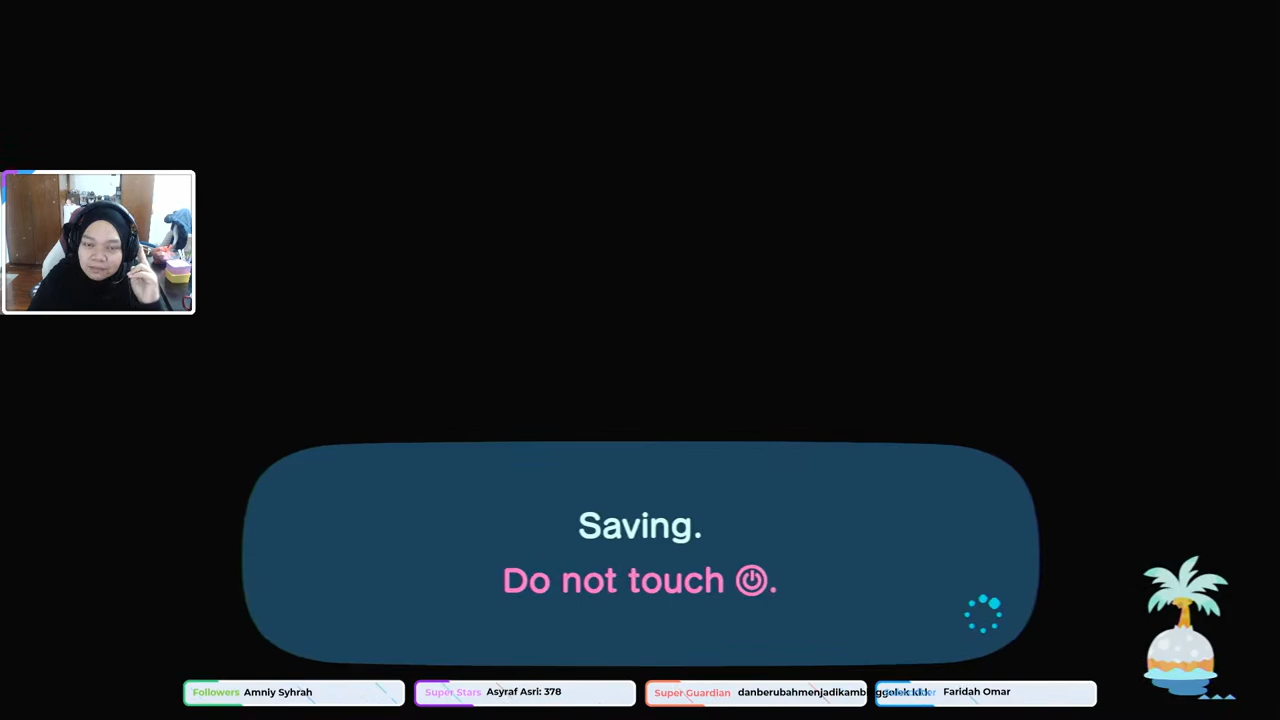 Saving.
Do not touch
Followers Amniy Syhrah
Super Stars Asyraf Asri: 378
Super Guardian danberubahmenjadikamb
Faridah Omar